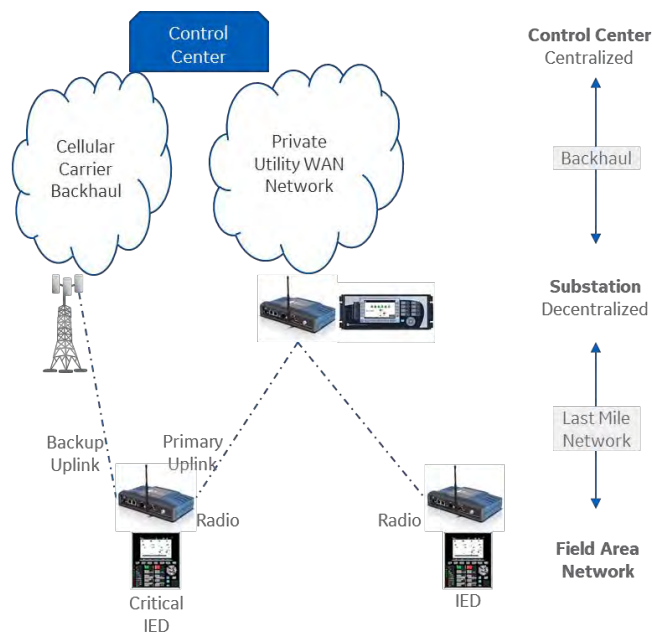 Control
Center
Control Center
Centralized
Cellular
Carrier
Backhaul
Private
Utility WAN
Network
Backhaul
Substation
Decentralized
Last Mile
Network
Backup
Uplink
Primary
Uplink
Radio
Radio
Field Area
Network
Critical
IED
IED